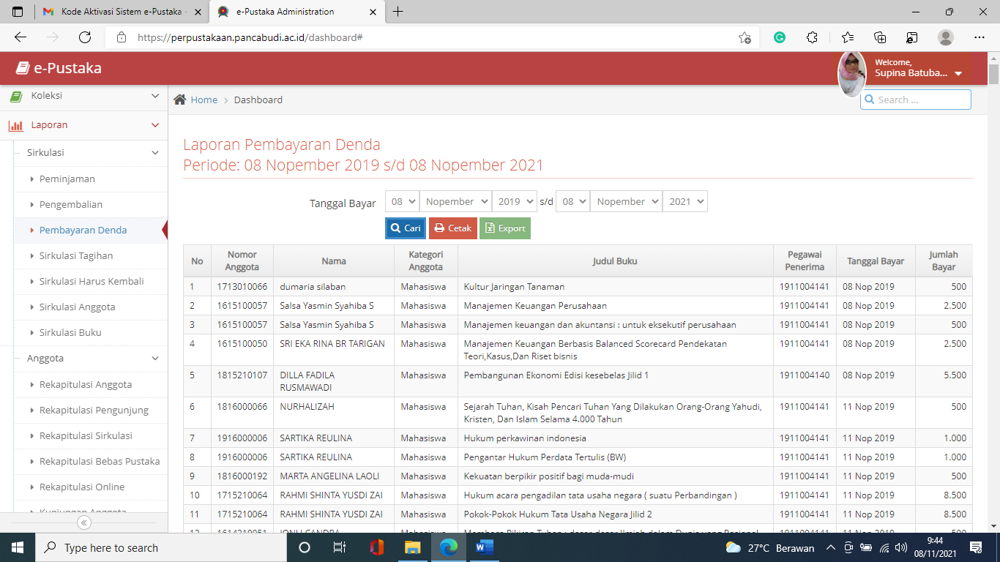 Kode Aktivasi Sistem e-Pustaka -
e-Pustaka Administration
https://perpustakaan.pancabudi.ac.id/dashboard#
e-Pustaka
Welcome,
Supina Batuba...
Koleksi
Laporan
Sirkulasi
Peminjaman
Pengembalian
Pembayaran Denda
Sirkulasi Tagihan
Sirkulasi Harus Kembali
Sirkulasi Anggota
Sirkulasi Buku
Anggota
Rekapitulasi Anggota
Rekapitulasi Pengunjung
Rekapitulasi Sirkulasi
Rekapitulasi Bebas Pustaka
Rekapitulasi Online
Kunjungan Anggota
Home > Dashboard
Search ...
Laporan Pembayaran Denda
Periode: 08 Nopember 2019 s/d 08 Nopember 2021
Tanggal Bayar 08 Nopember 2019 s/d 08 Nopember 2021
Cari Cetak Export
No Nomor Anggota Nama Kategori Anggota Judul Buku Pegawai Penerima Tanggal Bayar Jumlah Bayar
1 1713010066 dumaria silaban Mahasiswa Kultur Jaringan Tanaman 1911004141 08 Nop 2019 500
2 1615100057 Salsa Yasmin Syahiba S Mahasiswa Manajemen Keuangan Perusahaan 1911004141 08 Nop 2019 2.500
3 1615100057 Salsa Yasmin Syahiba S Mahasiswa Manajemen keuangan dan akuntansi : untuk eksekutif perusahaan 1911004141 08 Nop 2019 500
4 1615100050 SRI EKA RINA BR TARIGAN Mahasiswa Manajemen Keuangan Berbasis Balanced Scorecard Pendekatan 1911004141 08 Nop 2019 2.500
Teori,Kasus,Dan Riset bisnis
5 1815210107 DILLA FADILA Mahasiswa Pembangunan Ekonomi Edisi kesebelas Jilid 1 1911004140 08 Nop 2019 5.500
RUSMAWADI
6 1816000066 NURHALIZAH Mahasiswa Sejarah Tuhan, Kisah Pencari Tuhan Yang Dilakukan Orang-Orang Yahudi, 1911004141 11 Nop 2019 500
Kristen, Dan Islam Selama 4.000 Tahun
7 1916000006 SARTIKA REULINA Mahasiswa Hukum perkawinan indonesia 1911004141 11 Nop 2019 1.000
8 1916000006 SARTIKA REULINA Mahasiswa Pengantar Hukum Perdata Tertulis (BW) 1911004141 11 Nop 2019 1.000
9 1816000192 MARTA ANGELINA LAOLI Mahasiswa Kekuatan berpikir positif bagi muda-mudi 1911004141 11 Nop 2019 500
10 1715210064 RAHMI SHINTA YUSDI ZAI Mahasiswa Hukum acara pengadilan tata usaha negara ( suatu Perbandingan ) 1911004141 11 Nop 2019 8.500
11 1715210064 RAHMI SHINTA YUSDI ZAI Mahasiswa Pokok-Pokok Hukum Tata Usaha Negara Jilid 2 1911004141 11 Nop 2019 8.500
12 Mahasiswa 1911004141 11 Nop 2019 500
Type here to search
27°C Berawan
9:44
08/11/2021